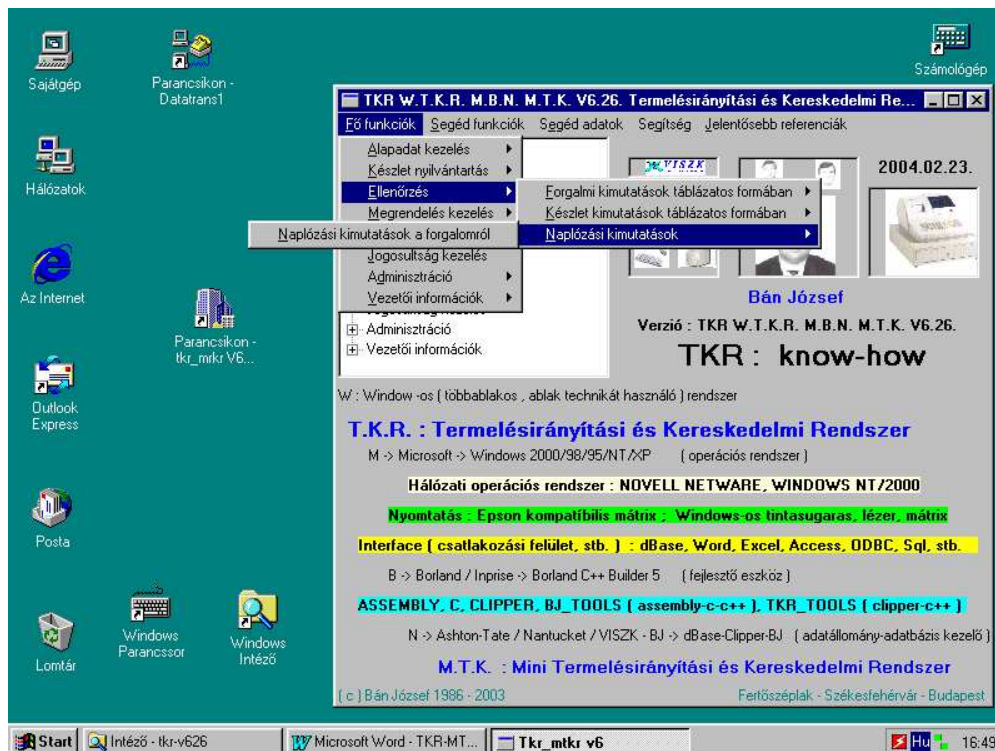 Sajátgép
Parancsikon -
Datatrans1
Számológép
Hálózatok
Az Internet
Parancsikon -
tkr_mrkr V6...
Outlook
Express
Posta
Lomtár
Windows
Parancssor
Windows
Intéző
TKR W.T.K.R. M.B.N. M.T.K. V6.26. Termelésirányítási és Kereskedelmi Re...
Fő funkciók Segéd funkciók Segéd adatok Segítség Jelentősebb referenciák
Alapadat kezelés
Készlet nyilvántartás
Ellenőrzés
Megrendelés kezelés
Jogosultság kezelés
Adminisztráció
Vezetői információk
Forgalmi kimutatások táblázatos formában
Készlet kimutatások táblázatos formában
Naplózási kimutatások
Naplózási kimutatások a forgalomról
Adminisztráció
Vezetői információk
VISZK
2004.02.23.
Bán József
Verzió : TKR W.T.K.R. M.B.N. M.T.K. V6.26.
TKR : know-how
W : Window -os ( többablakos , ablak technikát használó ) rendszer
T.K.R. : Termelésirányítási és Kereskedelmi Rendszer
M -> Microsoft -> Windows 2000/98/95/NT/XP ( operációs rendszer )
Hálózati operációs rendszer : NOVELL NETWARE, WINDOWS NT/2000
Nyomtatás : Epson kompatíbilis mátrix ; Windows-os tintasugaras, lézer, mátrix
Interface ( csatlakozási felület, stb. ) : dBase, Word, Excel, Access, ODBC, Sql, stb.
B -> Borland / Inprise -> Borland C++ Builder 5 ( fejlesztő eszköz )
ASSEMBLY, C, CLIPPER, BJ_TOOLS ( assembly-c-c++ ), TKR_TOOLS ( clipper-c++ )
N -> Ashton-Tate / Nantucket / VISZK - BJ -> dBase-Clipper-BJ ( adatállomány-adatbázis kezelő )
M.T.K. : Mini Termelésirányítási és Kereskedelmi Rendszer
( c ) Bán József 1986 - 2003 Fertőszéplak - Székesfehérvár - Budapest
Start Intéző - tkr-v626 Microsoft Word - TKR-MT... Tkr_mtkr v6 Hu 16:49